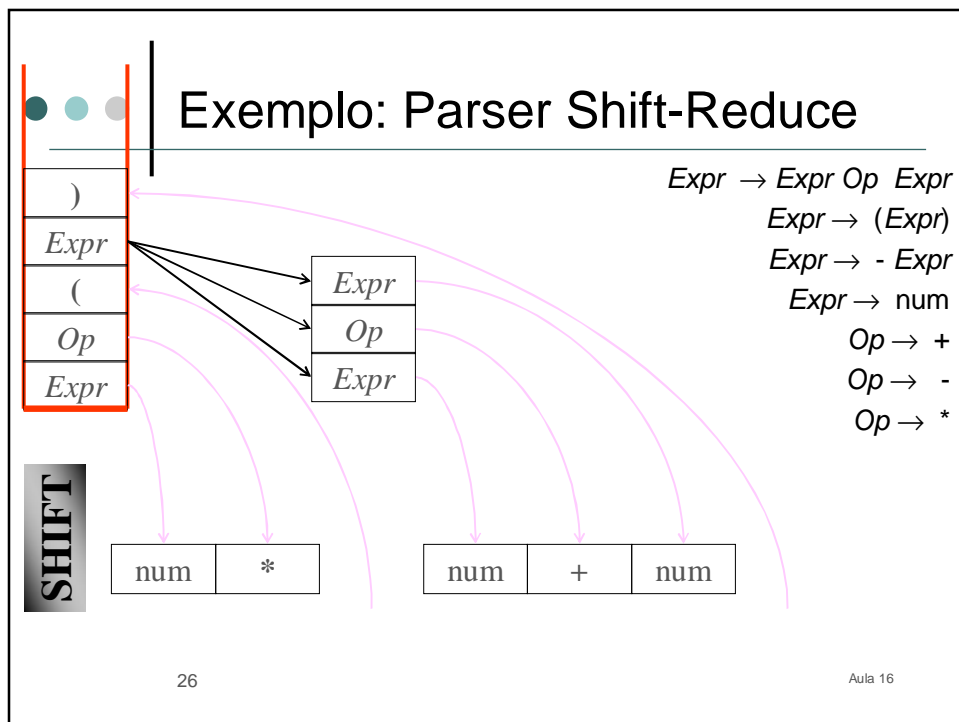 Exemplo: Parser Shift-Reduce
Expr → Expr Op Expr
Expr → (Expr)
Expr → - Expr
Expr → num
Op → +
Op → -
Op → *
)
Expr
(
Op
Expr
Expr
Op
Expr
SHIFT
num * num + num
26 Aula 16